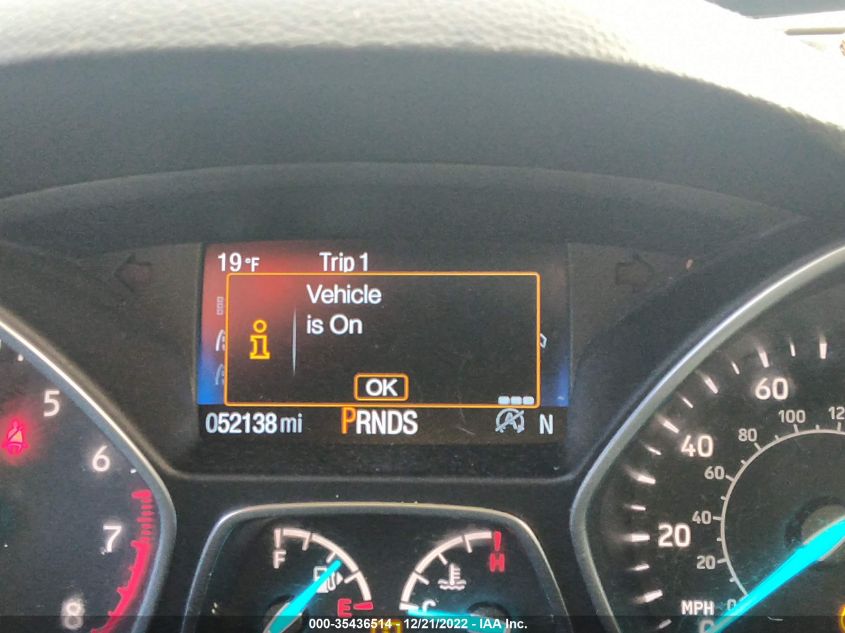 19°F Trip 1
Vehicle
is On
i
OK
052138 mi PRNDS N
5
6
7
8
F
E
H
C
60
40
20
MPH
100
80
60
40
20
0
000-35436514 - 12/21/2022 - IAA Inc.